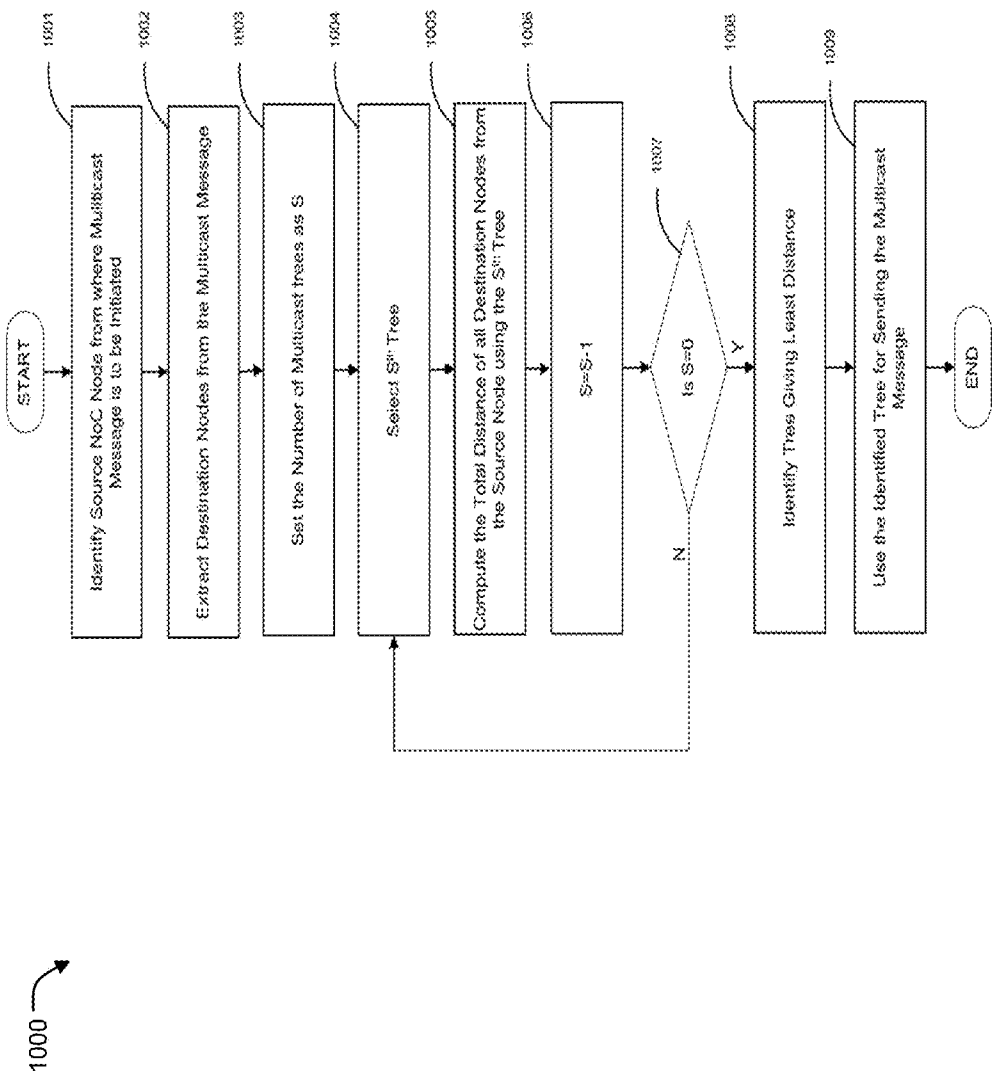 1000
START
Identify Source NoC Node from where Multicast
Message is to be Initiated
1001
Extract Destination Nodes from the Multicast Message
1002
Set the Number of Multicast trees as S
1003
Select Sth Tree
1004
Compute the Total Distance of all Destination Nodes from
the Source Node using the Sth Tree
1005
S=S-1
1006
Is S=0
1007
N
Y
Identify Tree Giving Least Distance
1008
Use the Identified Tree for Sending the Multicast
Message
1009
END